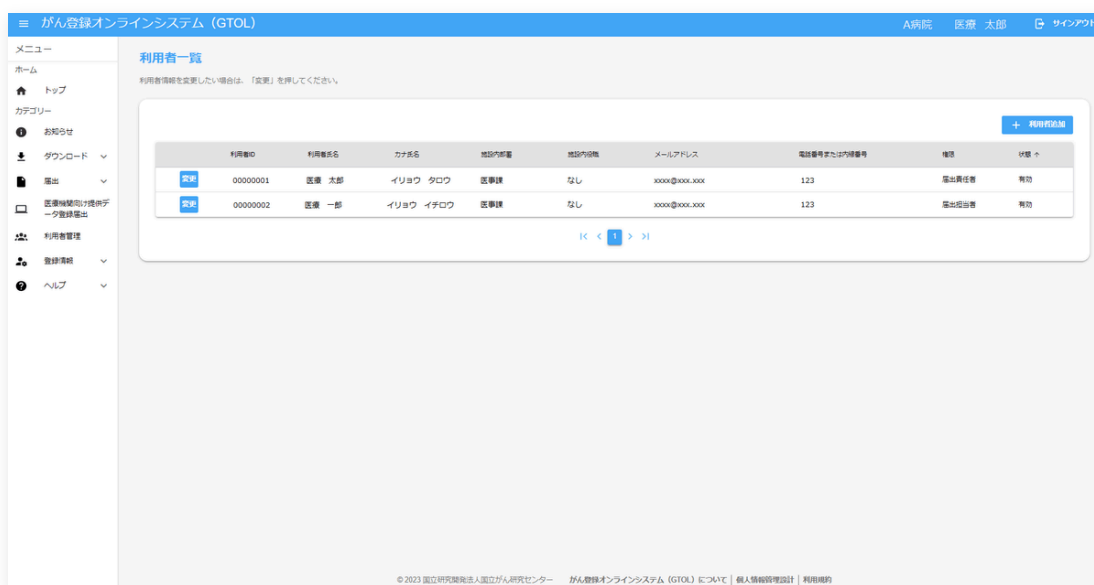 がん登録オンラインシステム（GTOL） A病院 医療 太郎 サインアウト
メニュー
ホーム
トップ
カテゴリー
お知らせ
ダウンロード
届出
医療機関向け提供デ
ータ登録届出
利用者管理
登録情報
ヘルプ
利用者一覧
利用者情報を変更したい場合は、「変更」を押してください。
＋ 利用者追加
利用者ID 利用者氏名 カナ氏名 施設内部署 施設内役職 メールアドレス 電話番号または内線番号 権限 状態 ↑
変更 00000001 医療 太郎 イリョウ タロウ 医事課 なし xxxx@xxx.xxx 123 届出責任者 有効
変更 00000002 医療 一郎 イリョウ イチロウ 医事課 なし xxxx@xxx.xxx 123 届出担当者 有効
1
© 2023 国立研究開発法人国立がん研究センター がん登録オンラインシステム（GTOL）について | 個人情報管理設計 | 利用規約